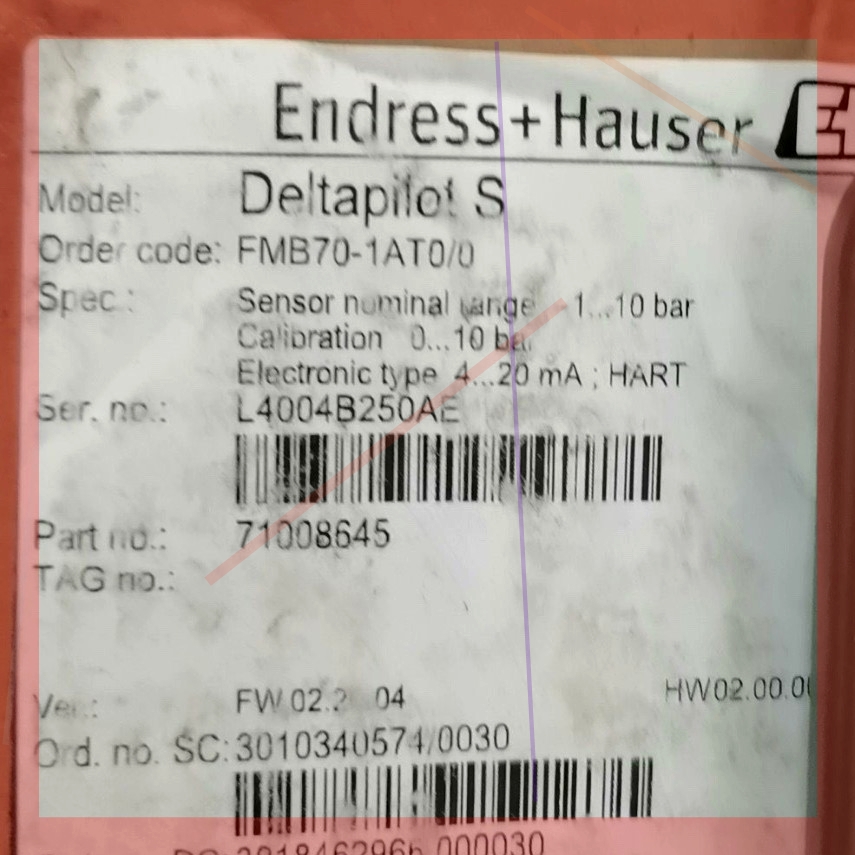 Endress+Hauser
Model: Deltapilot S
Order code: FMB70-1AT0/0
Spec.: Sensor nominal range -1...10 bar
Calibration 0...10 bar
Electronic type 4...20 mA ; HART
Ser. no.: L4004B250AE
Part no.: 71008645
TAG no.:
Ver.: FW 04 HW02.00.0
Ord. no. SC: 3010340574/0030
000030